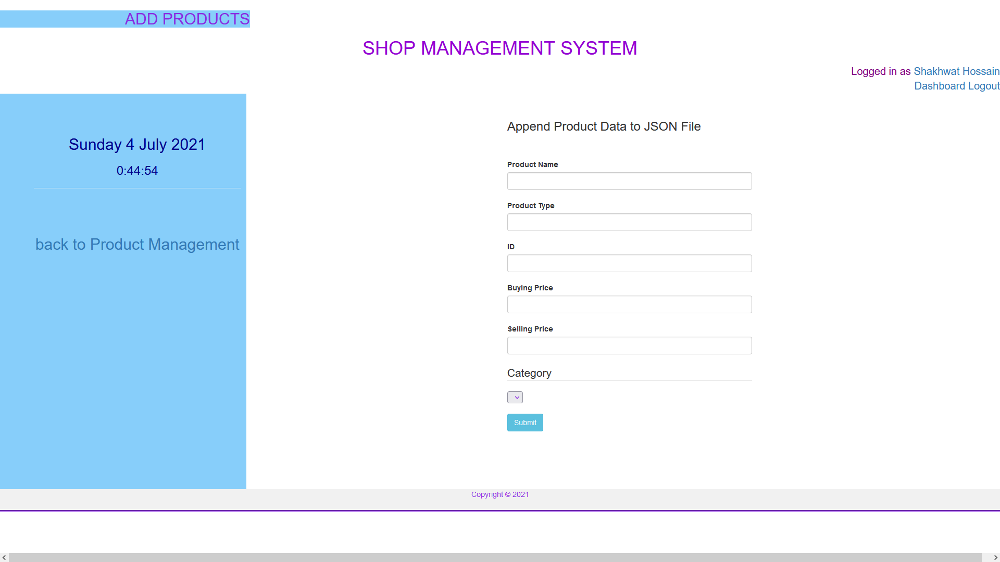 ADD PRODUCTS
SHOP MANAGEMENT SYSTEM
Logged in as Shakhwat Hossain
Dashboard Logout
Sunday 4 July 2021
0:44:54
back to Product Management
Append Product Data to JSON File
Product Name
Product Type
ID
Buying Price
Selling Price
Category
Submit
Copyright © 2021